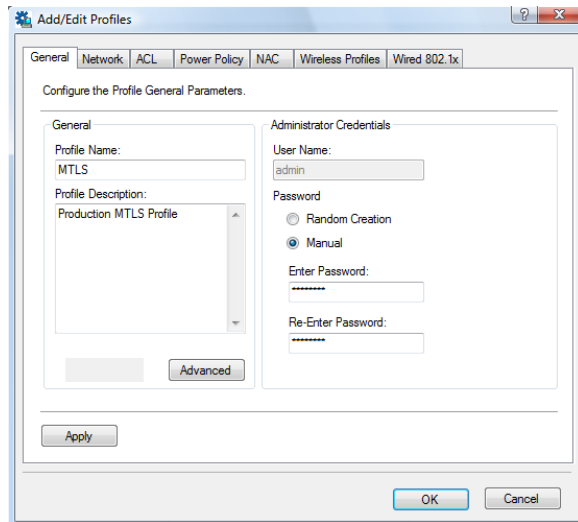 Add/Edit Profiles
General Network ACL Power Policy NAC Wireless Profiles Wired 802.1x
Configure the Profile General Parameters.
General
Profile Name:
MTLS
Profile Description:
Production MTLS Profile
Advanced
Administrator Credentials
User Name:
admin
Password
Random Creation
Manual
Enter Password:
********
Re-Enter Password:
********
Apply
OK Cancel